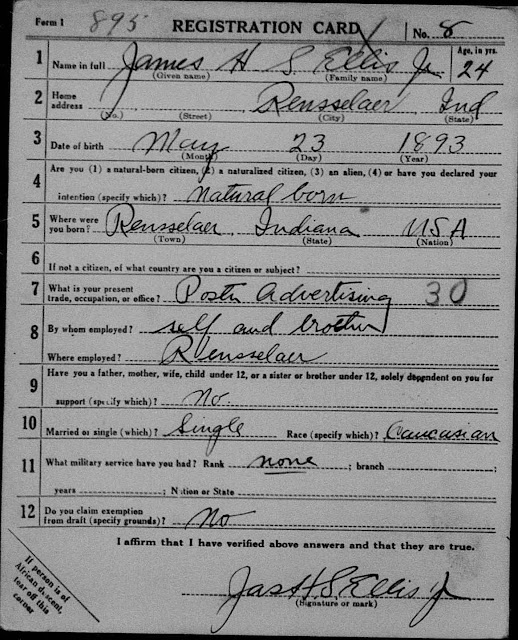 Form 1 895 REGISTRATION CARD No. 8
1 Name in full James H S Ellis Jr Age, in yrs. 24
(Given name) (Family name)
2 Home address Rensselaer Ind
(No.) (Street) (City) (State)
3 Date of birth May 23 1893
(Month) (Day) (Year)
4 Are you (1) a natural-born citizen, (2) a naturalized citizen, (3) an alien, (4) or have you declared your
intention (specify which)? natural born
5 Where were you born? Rensselaer Indiana USA
(Town) (State) (Nation)
6 If not a citizen, of what country are you a citizen or subject?
7 What is your present trade, occupation, or office? Poster Advertising 30
8 By whom employed? self and brother
Where employed? Rensselaer
9 Have you a father, mother, wife, child under 12, or a sister or brother under 12, solely dependent on you for
support (specify which)? No.
10 Married or single (which)? Single Race (specify which)? Caucasian
11 What military service have you had? Rank none ; branch ;
years ; Nation or State
12 Do you claim exemption from draft (specify grounds)? No
I affirm that I have verified above answers and that they are true.
Jas H. S. Ellis Jr
(Signature or mark)
If person is of
African descent,
tear off this
corner